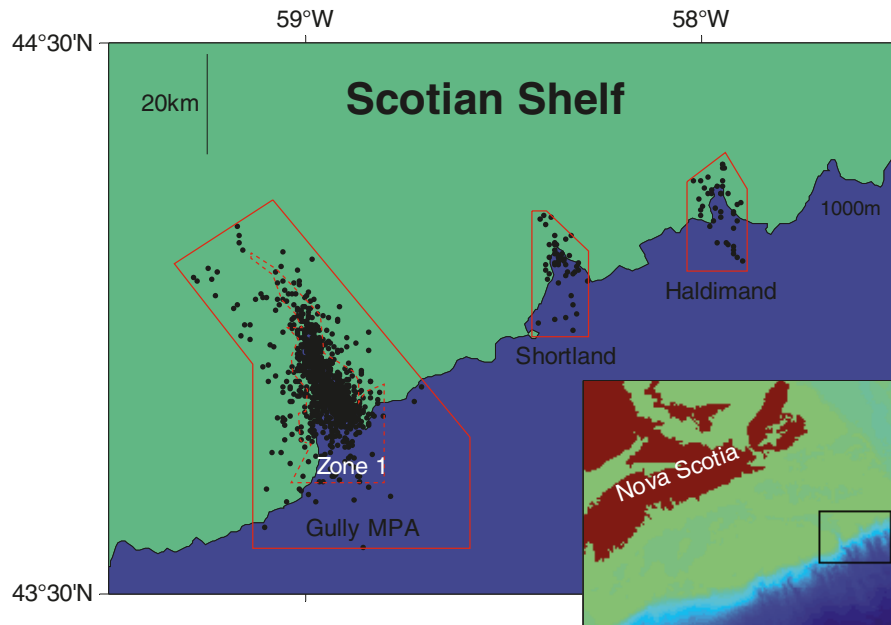 59°W
58°W
44°30'N
20km
Scotian Shelf
1000m
Haldimand
Shortland
Zone 1
Gully MPA
Nova Scotia
43°30'N